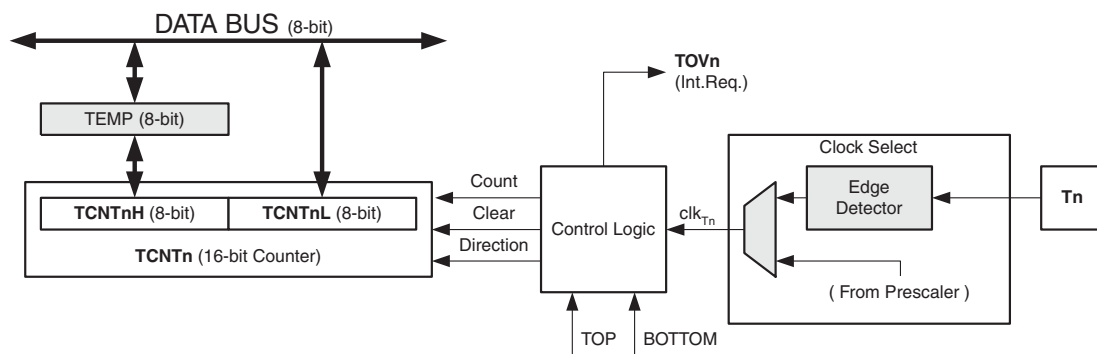 DATA BUS (8-bit)
TOVn
(Int.Req.)
TEMP (8-bit)
Clock Select
TCNTnH (8-bit)
TCNTnL (8-bit)
TCNTn (16-bit Counter)
Count
Clear
Direction
Control Logic
clkTn
Edge
Detector
Tn
( From Prescaler )
TOP
BOTTOM